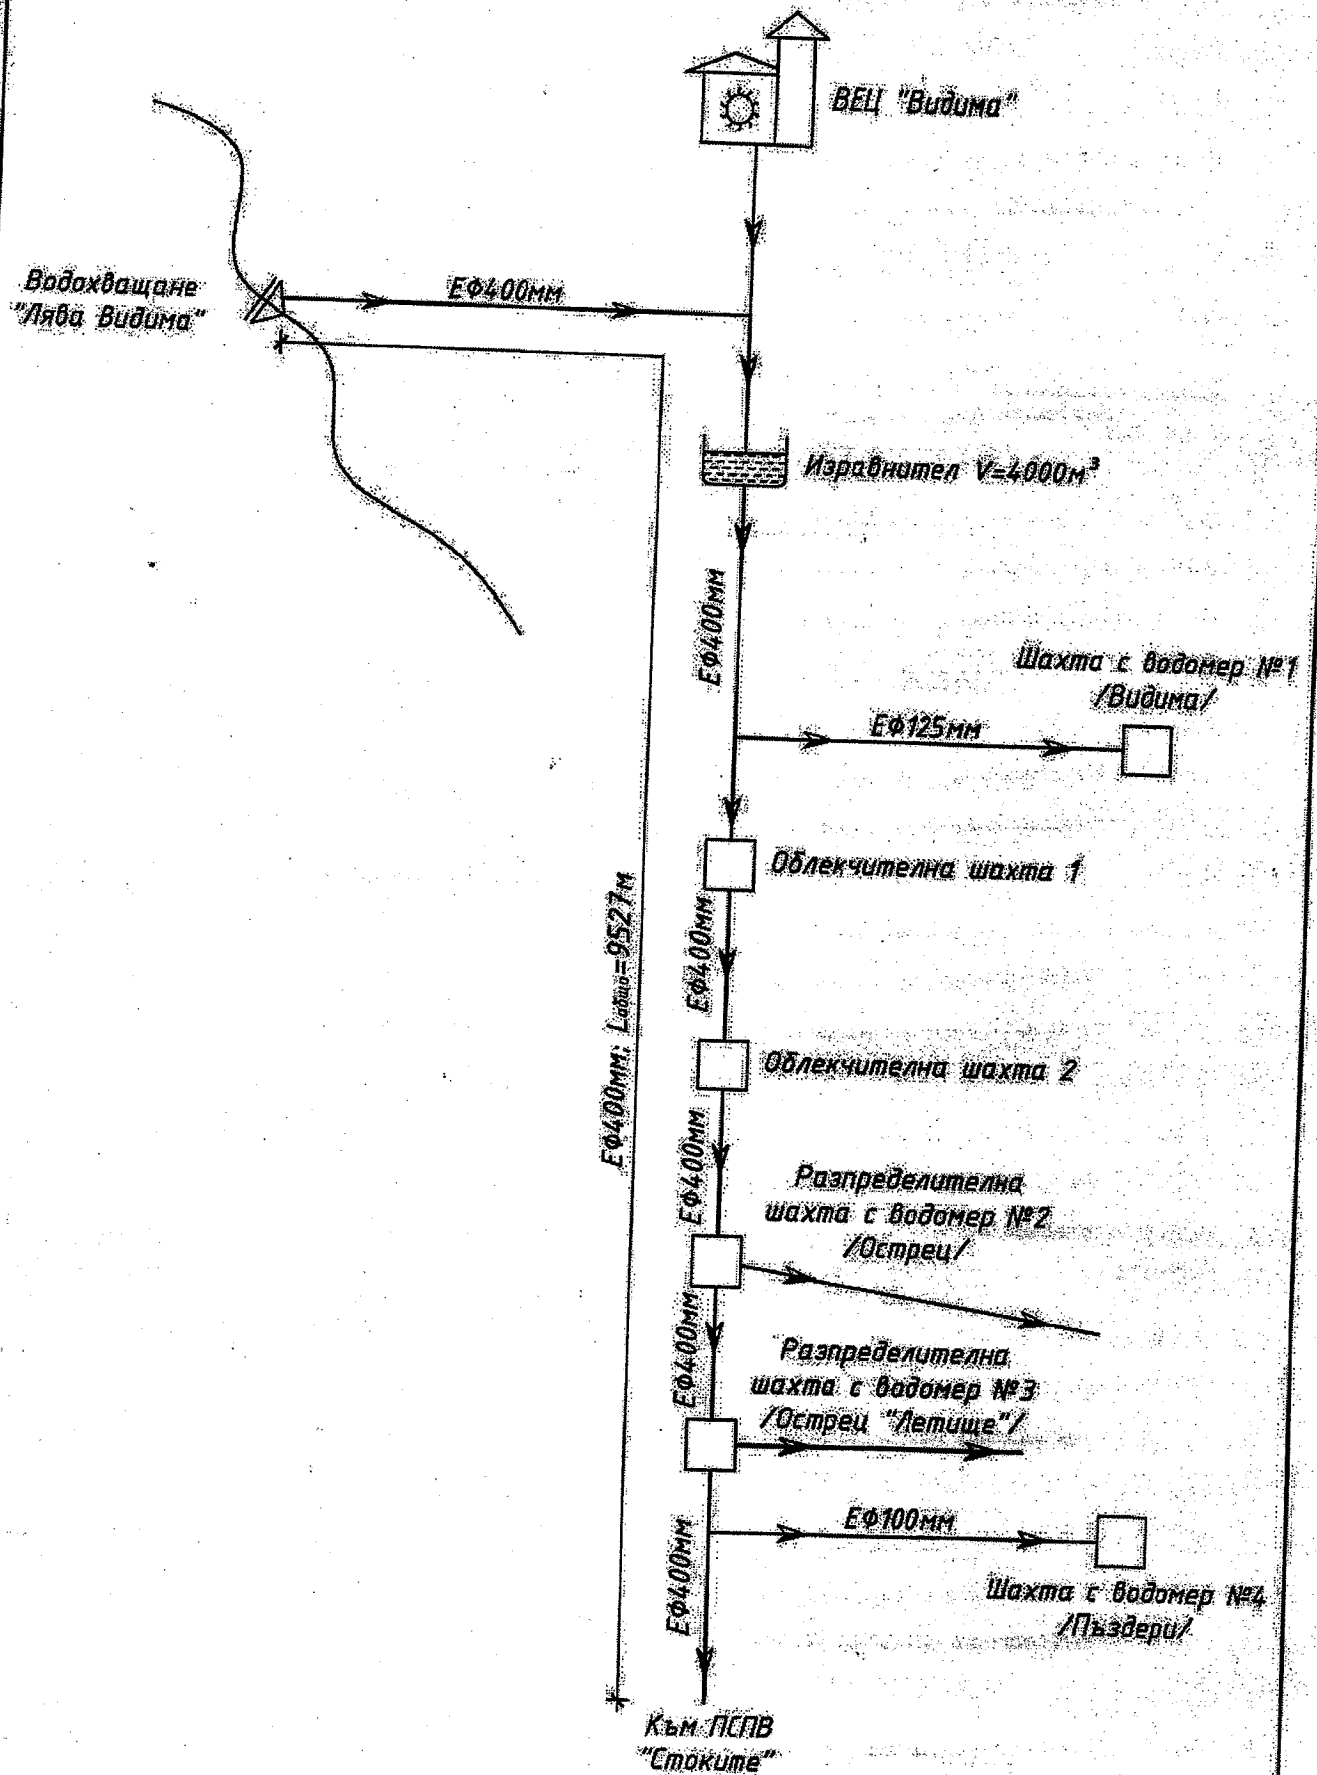 ВЕЦ "Видима"
Водохващане
"Лява Видима"
ЕФ400мм
Изравнител V=4000м³
ЕФ400мм
Шахта с водомер №1
/Видима/
ЕФ125мм
Облекчителна шахта 1
ЕФ400мм
ЕФ400мм; Lобщо=9527м
Облекчителна шахта 2
ЕФ400мм
Разпределителна
шахта с водомер №2
/Острец/
ЕФ400мм
Разпределителна
шахта с водомер №3
/Острец "Летище"/
ЕФ100мм
ЕФ400мм
Шахта с водомер №4
/Пъздери/
Към ПСПВ
"Стоките"